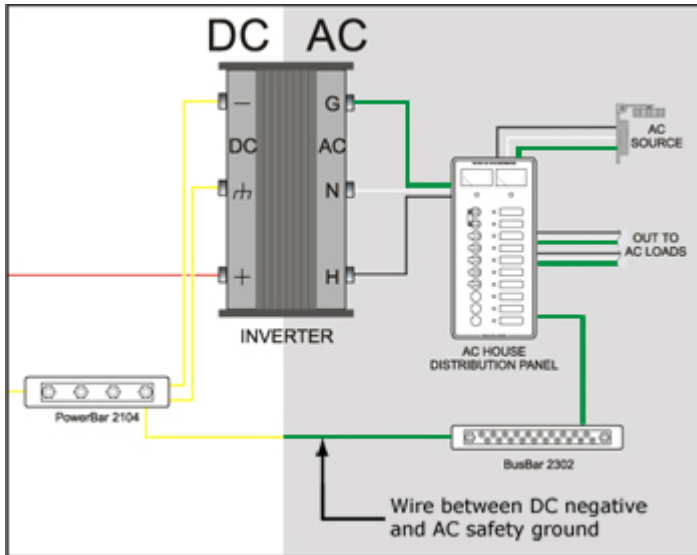 DC AC
−
G
DC
AC
N
+
H
INVERTER
AC
SOURCE
OUT TO
AC LOADS
AC HOUSE
DISTRIBUTION PANEL
PowerBar 2104
BusBar 2302
Wire between DC negative
and AC safety ground